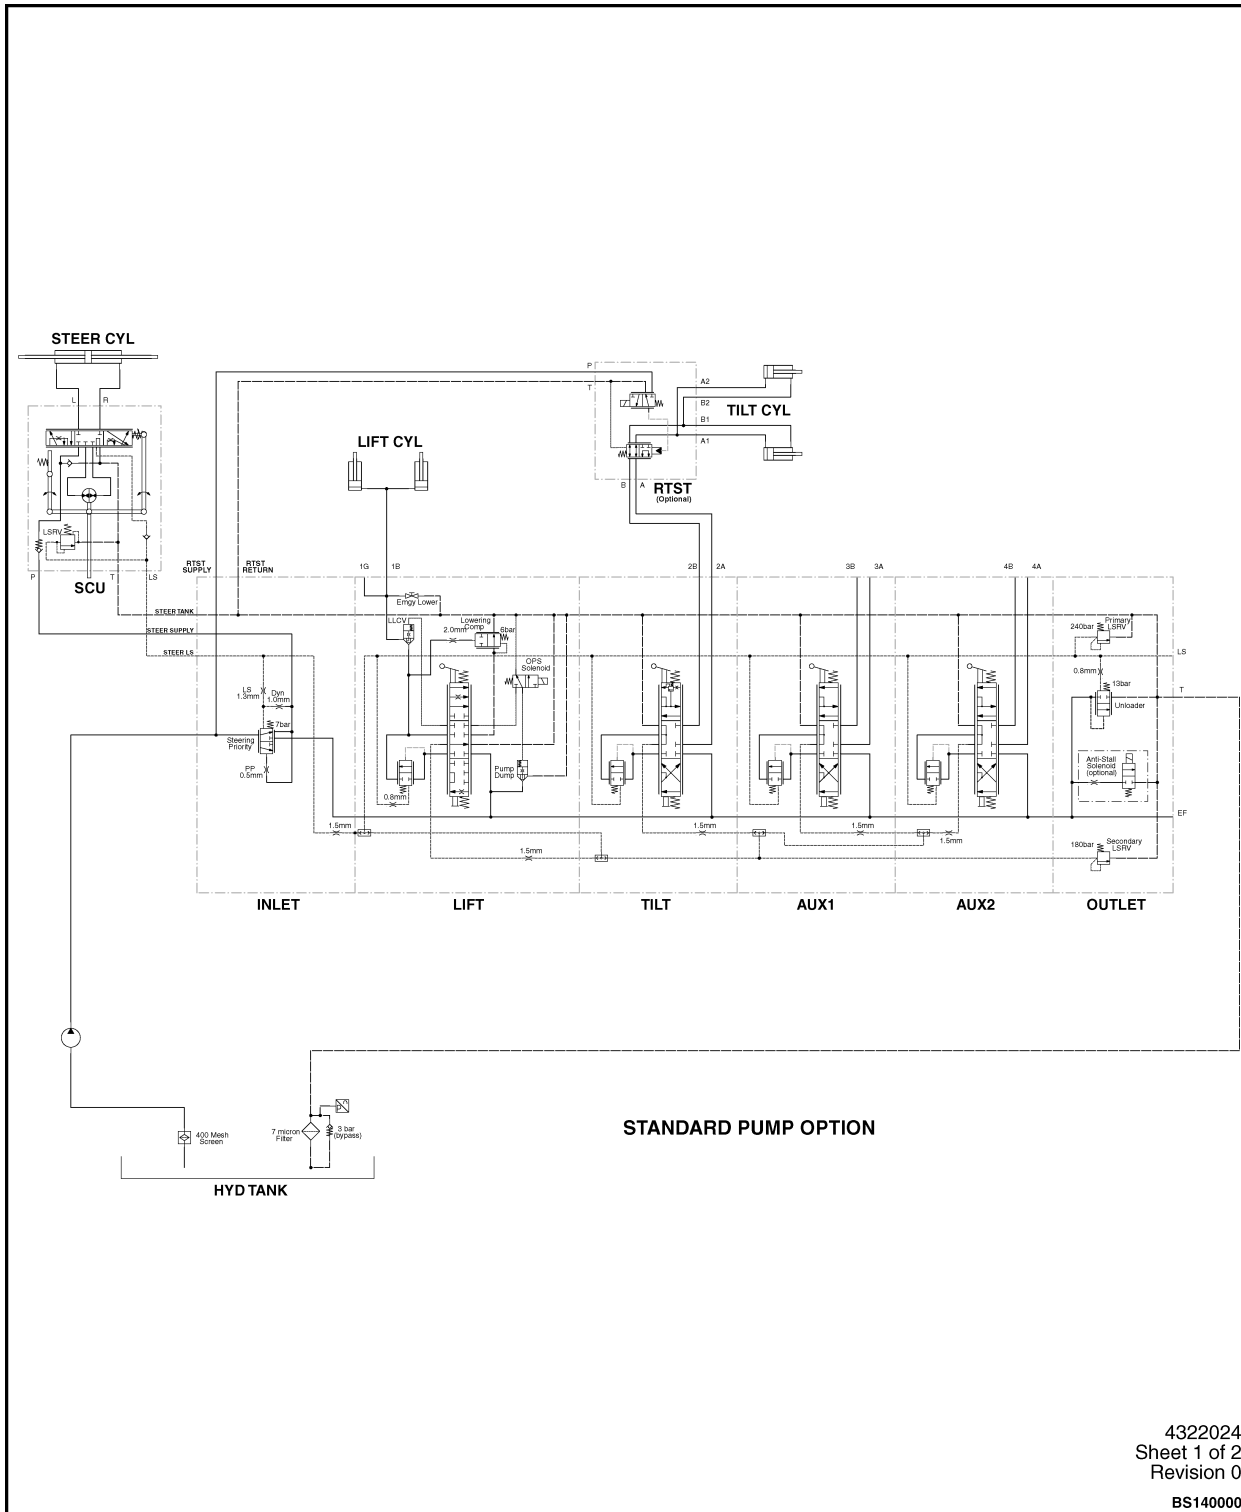 STEER CYL
L
R
LSRV
P
T
LS
SCU
LIFT CYL
P
T
A2
B2
TILT CYL
B1
A1
B
A
RTST
(Optional)
RTST
SUPPLY
RTST
RETURN
1G
1B
2B
2A
3B
3A
4B
4A
STEER TANK
STEER SUPPLY
STEER LS
Emgy Lower
LLCV
2.0mm
Lowering
Comp
6bar
OPS
Solenoid
240bar
Primary
LSRV
LS
0.8mm
13bar
Unloader
T
LS
1.3mm
Dyn
1.0mm
7bar
Steering
Priority
PP
0.5mm
Pump
Dump
0.8mm
Anti-Stall
Solenoid
(optional)
EF
1.5mm
1.5mm
1.5mm
1.5mm
1.5mm
180bar
Secondary
LSRV
INLET
LIFT
TILT
AUX1
AUX2
OUTLET
400 Mesh
Screen
7 micron
Filter
P
3 bar
(bypass)
HYD TANK
STANDARD PUMP OPTION
4322024
Sheet 1 of 2
Revision 0
BS140000